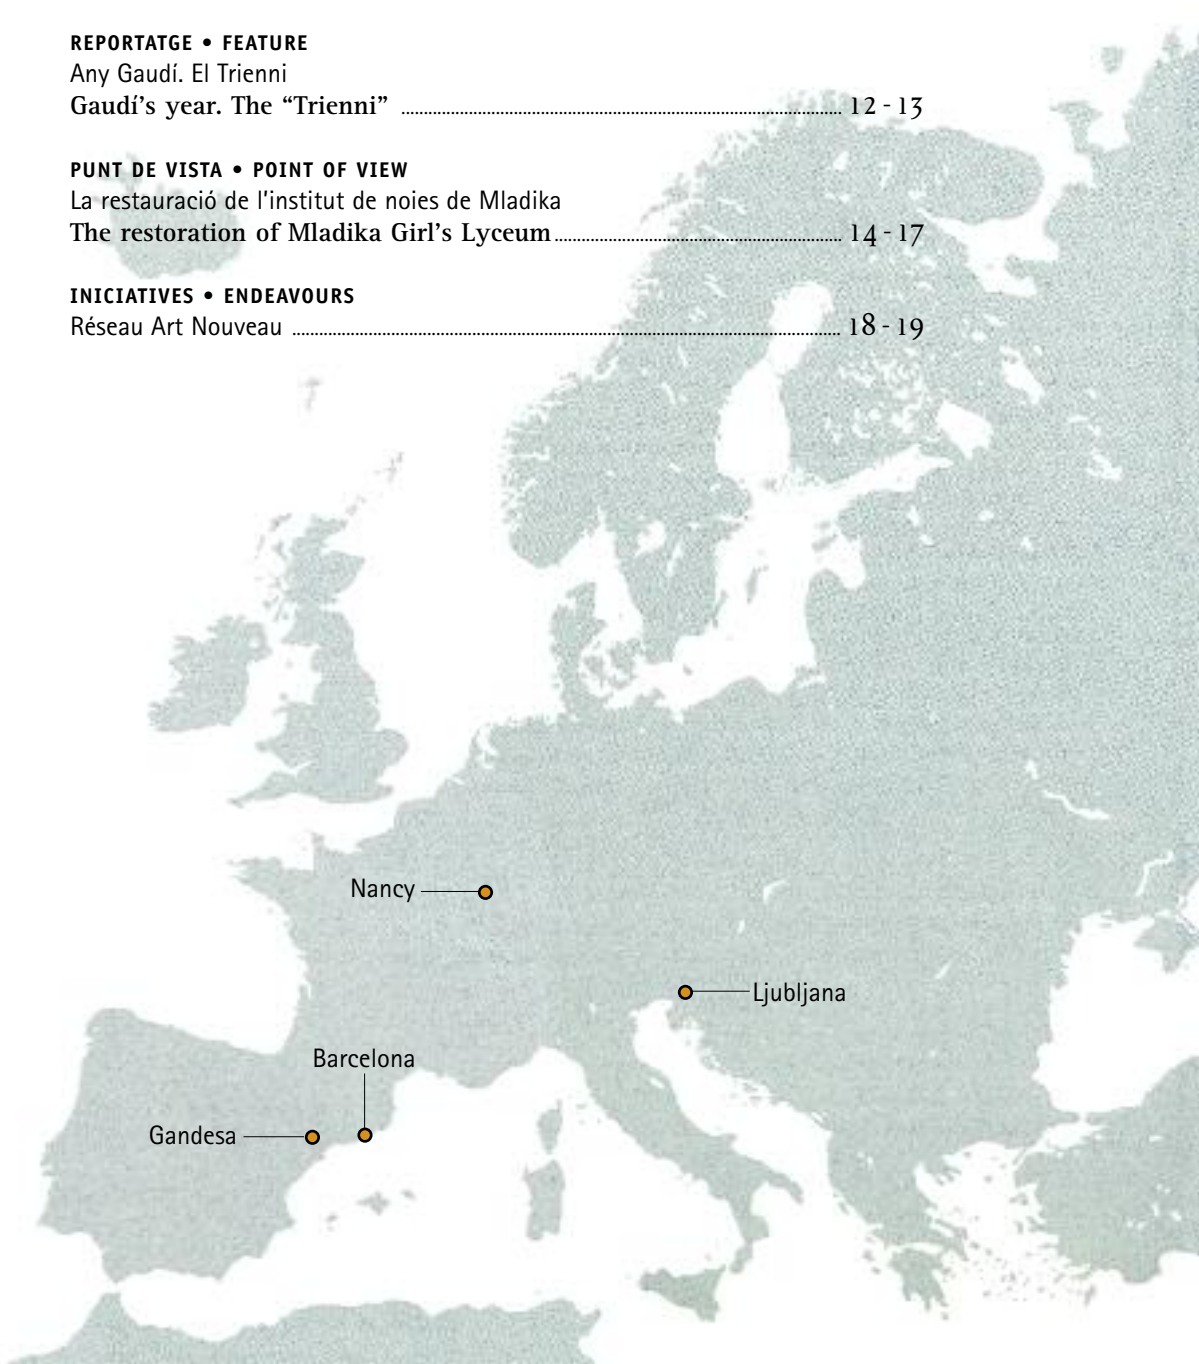 REPORTATGE • FEATURE
Any Gaudí. El Trienni
Gaudí’s year. The “Trienni” ........ 12 - 13
PUNT DE VISTA • POINT OF VIEW
La restauració de l’institut de noies de Mladika
The restoration of Mladika Girl’s Lyceum ........ 14 - 17
INICIATIVES • ENDEAVOURS
Réseau Art Nouveau ........ 18 - 19
Nancy
Ljubljana
Barcelona
Gandesa